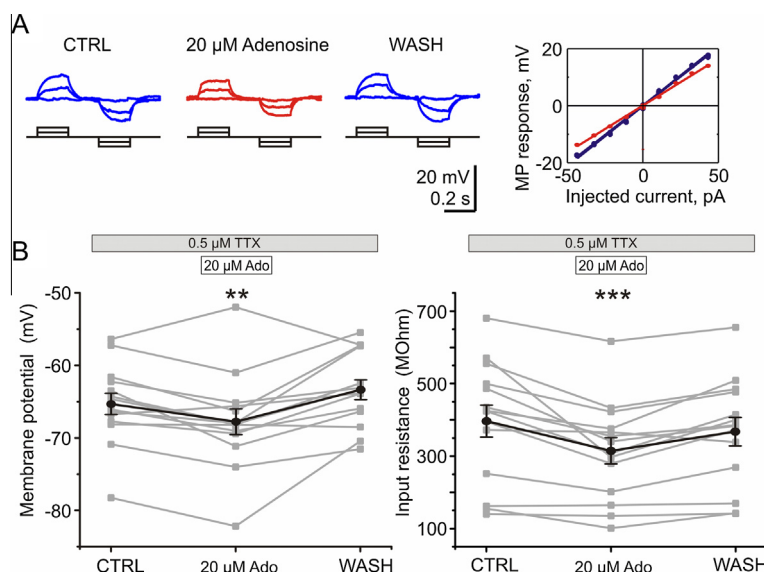 A
CTRL
20 µM Adenosine
WASH
20 mV
0.2 s
MP response, mV
20
0
-20
-50
0
50
Injected current, pA
B
0.5 µM TTX
20 µM Ado
**
Membrane potential (mV)
-50
-60
-70
-80
CTRL
20 µM Ado
WASH
0.5 µM TTX
20 µM Ado
***
Input resistance (MOhm)
700
500
300
100
CTRL
20 µM Ado
WASH